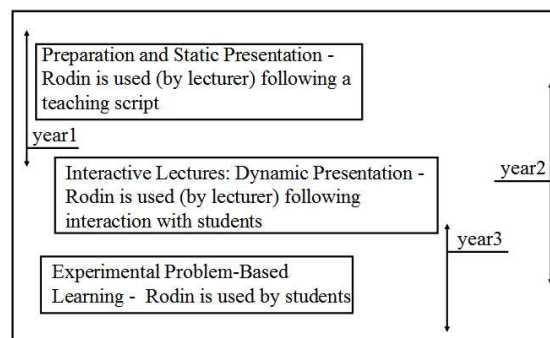 Preparation and Static Presentation -
Rodin is used (by lecturer) following a
teaching script
year1
Interactive Lectures: Dynamic Presentation -
Rodin is used (by lecturer) following
interaction with students
year2
year3
Experimental Problem-Based
Learning - Rodin is used by students